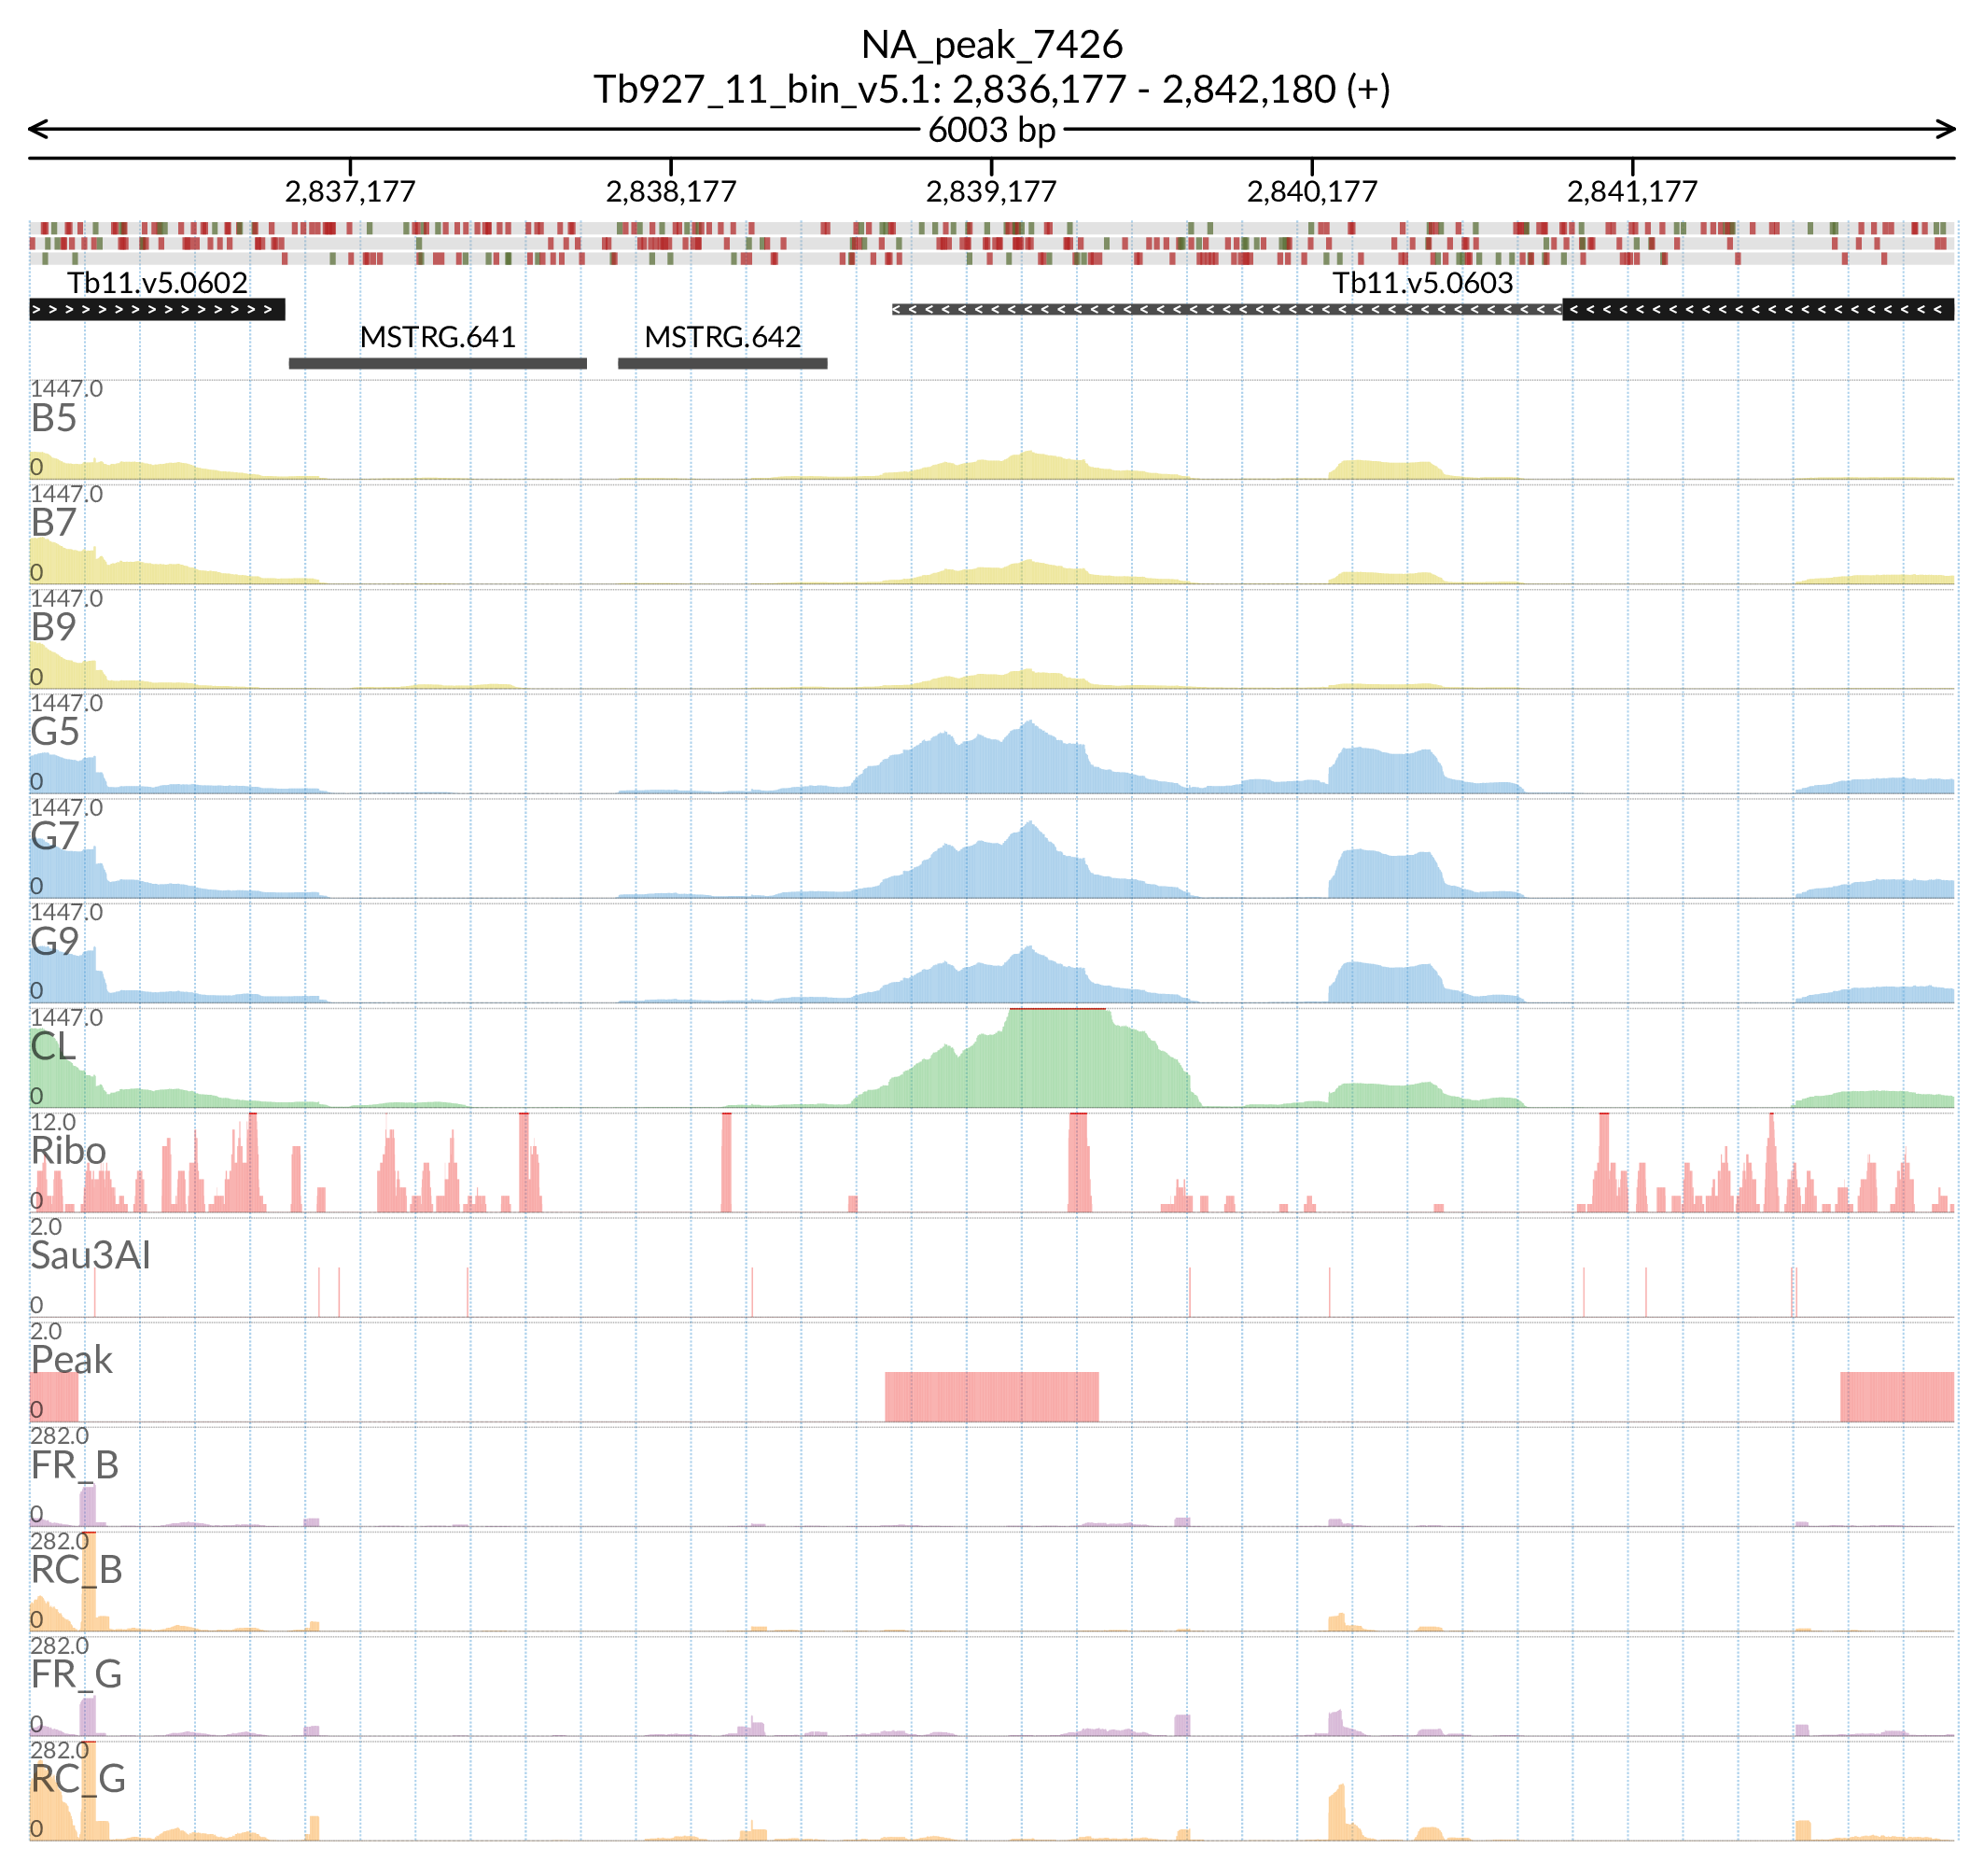 NA_peak_7426
Tb927_11_bin_v5.1: 2,836,177 - 2,842,180 (+)
6003 bp
2,837,177 2,838,177 2,839,177 2,840,177 2,841,177
Tb11.v5.0602 Tb11.v5.0603
MSTRG.641 MSTRG.642
1447.0
B5
0
1447.0
B7
0
1447.0
B9
0
1447.0
G5
0
1447.0
G7
0
1447.0
G9
0
1447.0
CL
0
12.0
Ribo
0
2.0
Sau3AI
0
2.0
Peak
0
282.0
FR_B
0
282.0
RC_B
0
282.0
FR_G
0
282.0
RC_G
0